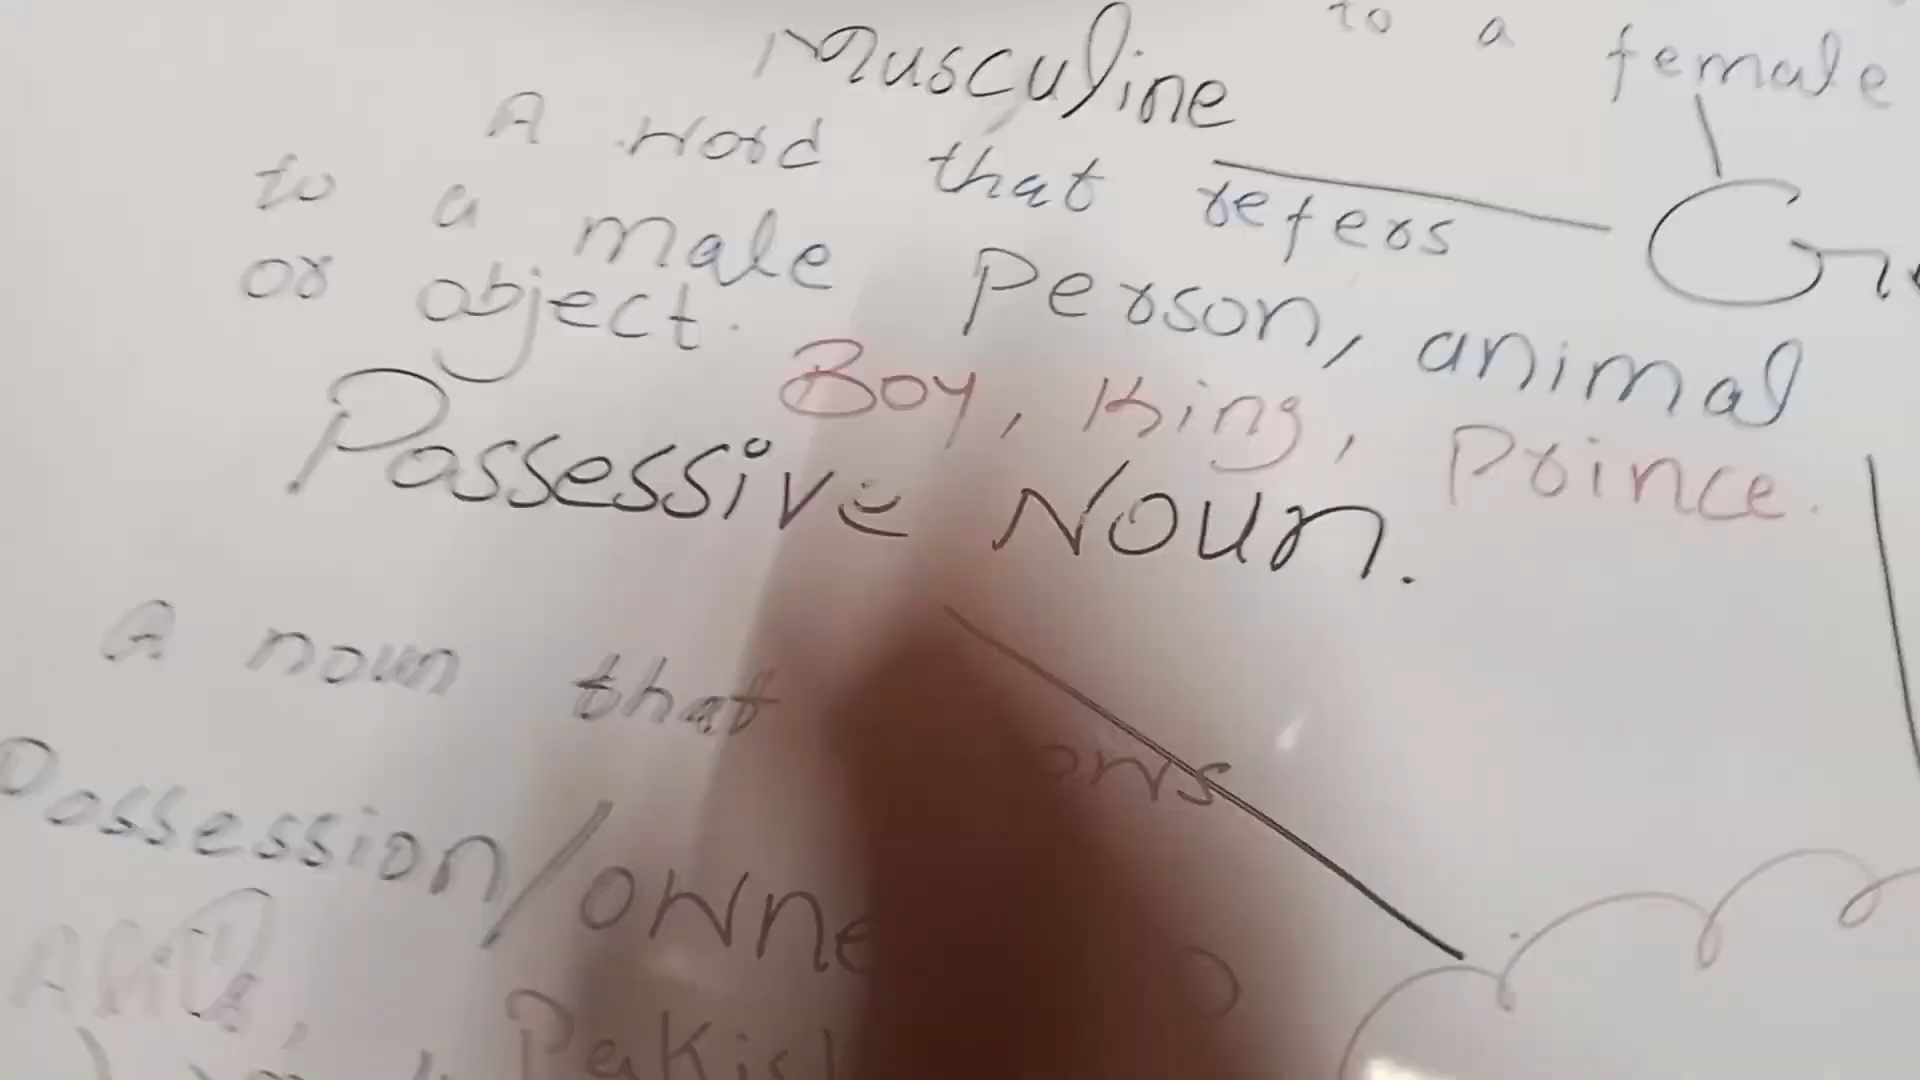 to a female
Musculine
A word that refers
to a male Person, animal
or object. Boy, King, Prince.
Possessive Noun.
A noun that
Possession/owne